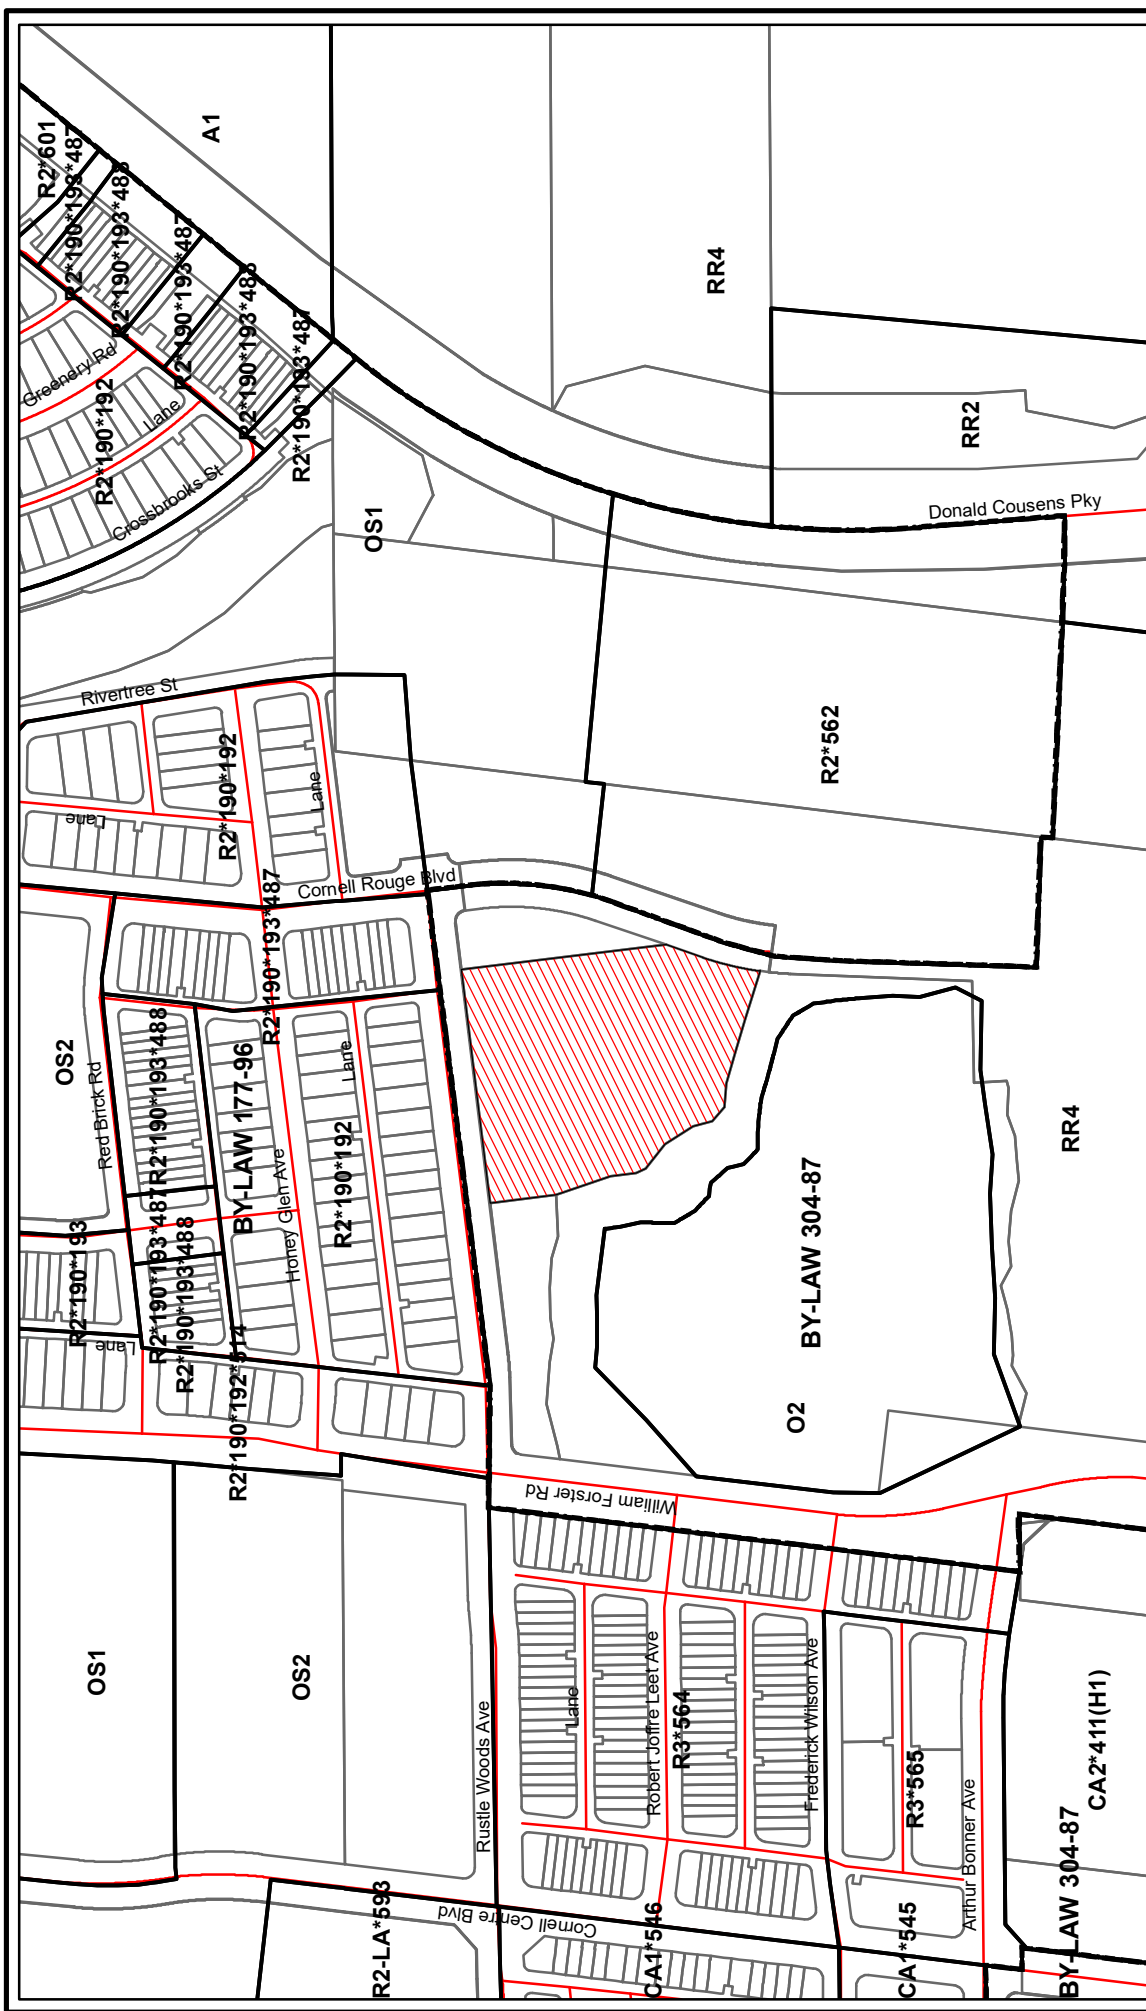 A1
R2*601
R2*190*193*487
R2*190*193*488
R2*190*193*487
R2*190*193*488
R2*190*193*487
Greenery Rd
R2*190*192
Lane
Crossbrooks St
RR4
RR2
Donald Cousens Pky
OS1
R2*562
Rivertree St
R2*190*192
Lane
Lane
Cornell Rouge Blvd
R2*190*193*487
OS2
Red Brick Rd
R2*190*193*488
BY-LAW 177-96
Lane
R2*190*192
Honey Glen Ave
R2*190*193*487
R2*190*193
R2*190*193*488
Lane
R2*190*192*514
BY-LAW 304-87
RR4
O2
William Forster Rd
OS1
OS2
Rustle Woods Ave
Lane
Robert Joffre Leet Ave
R3*564
Frederick Wilson Ave
R3*565
Arthur Bonner Ave
CA2*411(H1)
BY-LAW 304-87
R2-LA*593
Cornell Centre Blvd
CA1*546
CA1*545